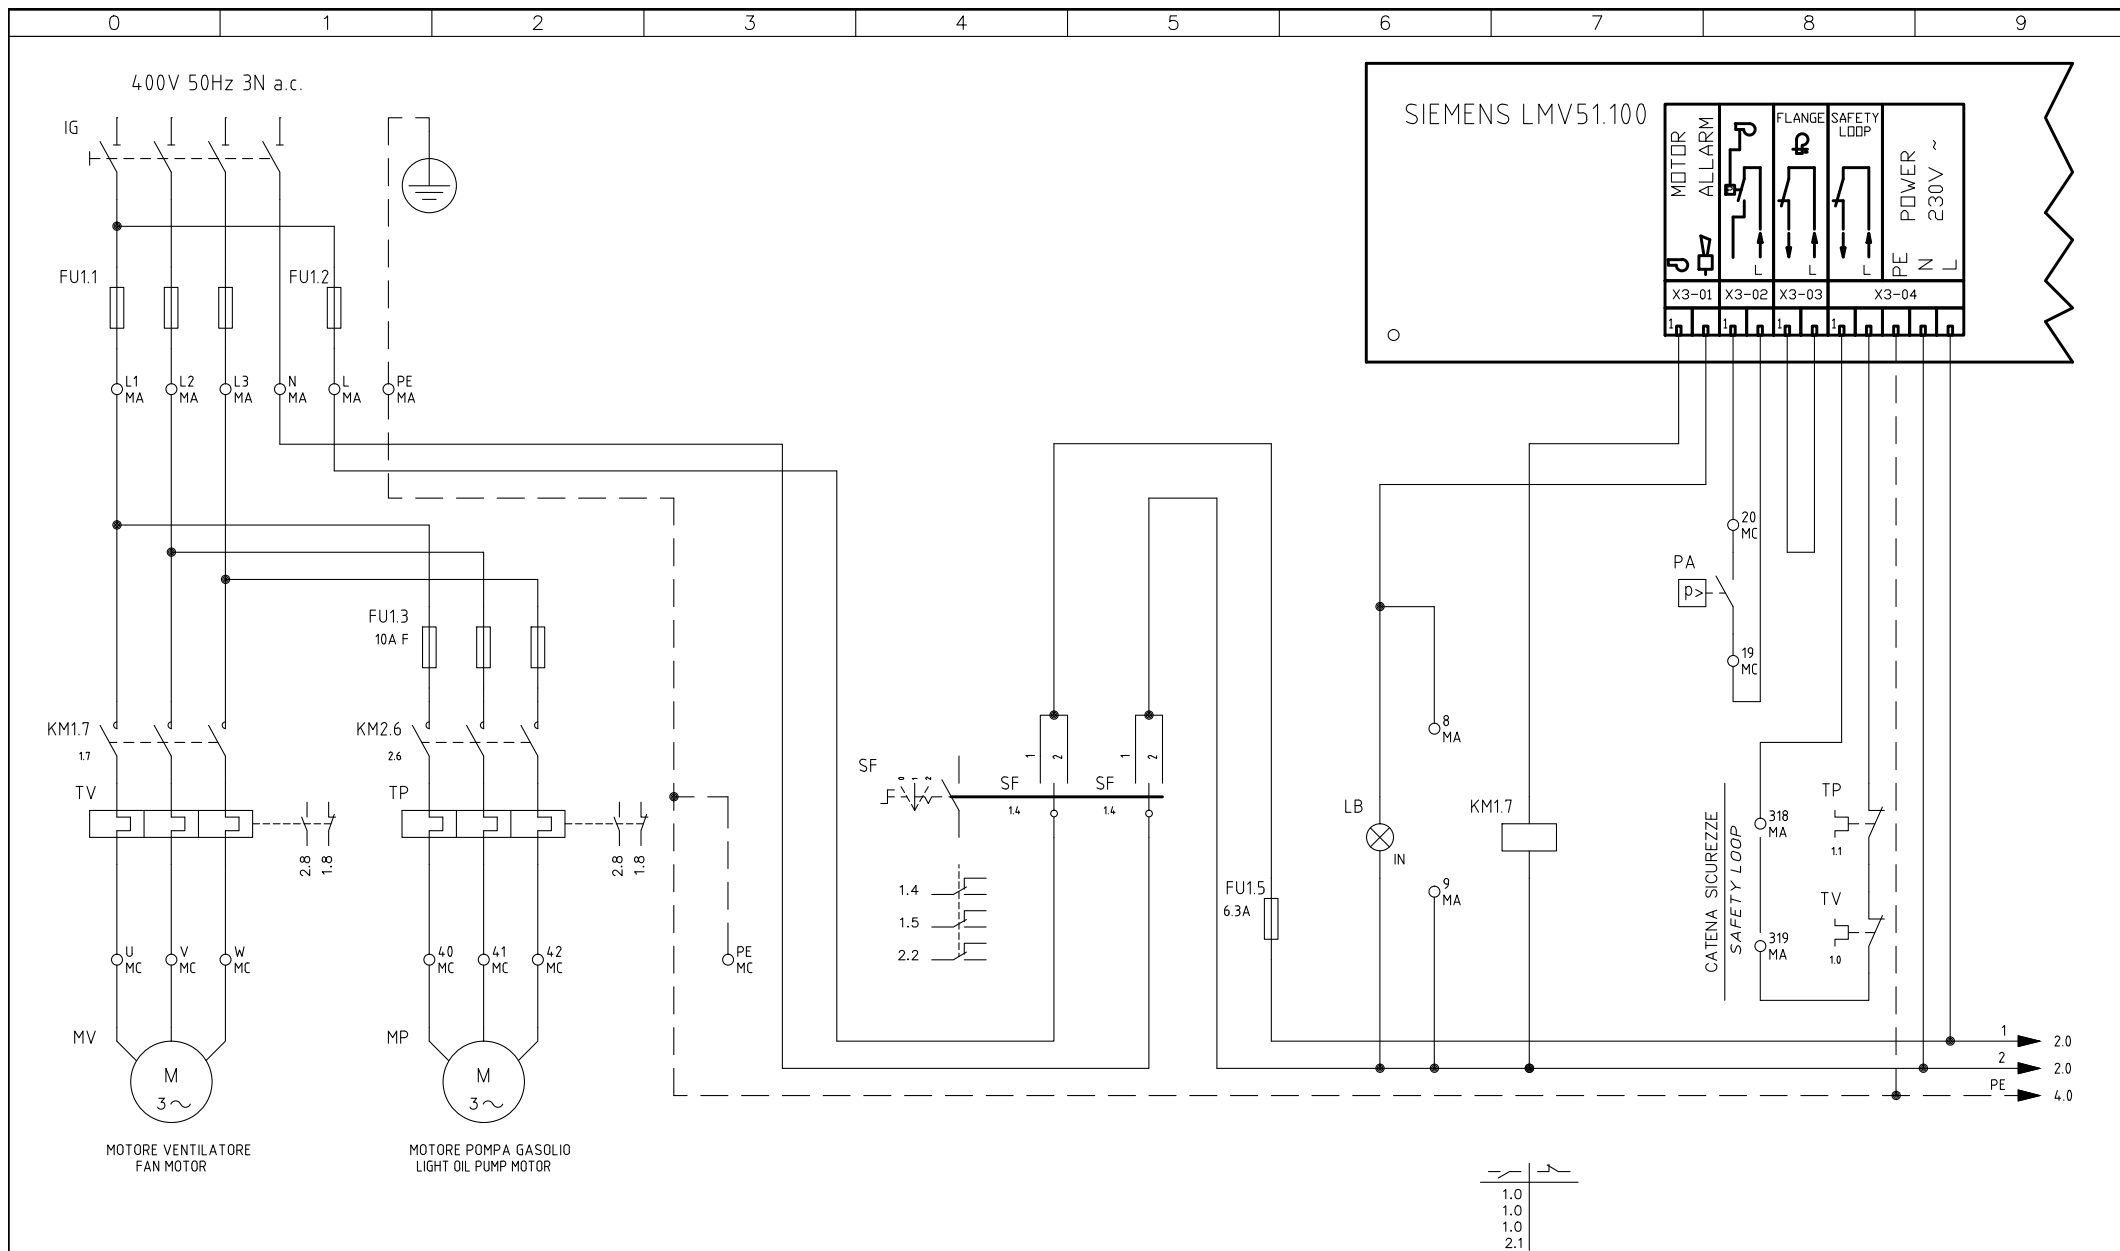 0 1 2 3 4 5 6 7 8 9
400V 50Hz 3N a.c.
IG
SIEMENS LMV51.100
MOTOR
ALLARM
FLANGE
SAFETY
LOOP
POWER
230V ~
PE
N
L
L
L
L
X3-01 X3-02 X3-03 X3-04
1 1 1 1
FU1.1
FU1.2
L1
MA
L2
MA
L3
MA
N
MA
L
MA
PE
MA
FU1.3
10A F
20
MC
PA
p>
19
MC
KM1.7
1.7
KM2.6
2.6
TV
TP
2.8
1.8
2.8
1.8
SF
0 1 2
SF
1.4
1 2
SF
1.4
1 2
1.4
1.5
2.2
FU1.5
6.3A
LB
IN
8
MA
9
MA
KM1.7
CATENA SICUREZZE
SAFETY LOOP
318
MA
319
MA
TP
1.1
TV
1.0
U
MC
V
MC
W
MC
40
MC
41
MC
42
MC
PE
MC
MV
M
3~
MP
M
3~
1 2.0
2 2.0
PE 4.0
MOTORE VENTILATORE
FAN MOTOR
MOTORE POMPA GASOLIO
LIGHT OIL PUMP MOTOR
1.0
1.0
1.0
2.1